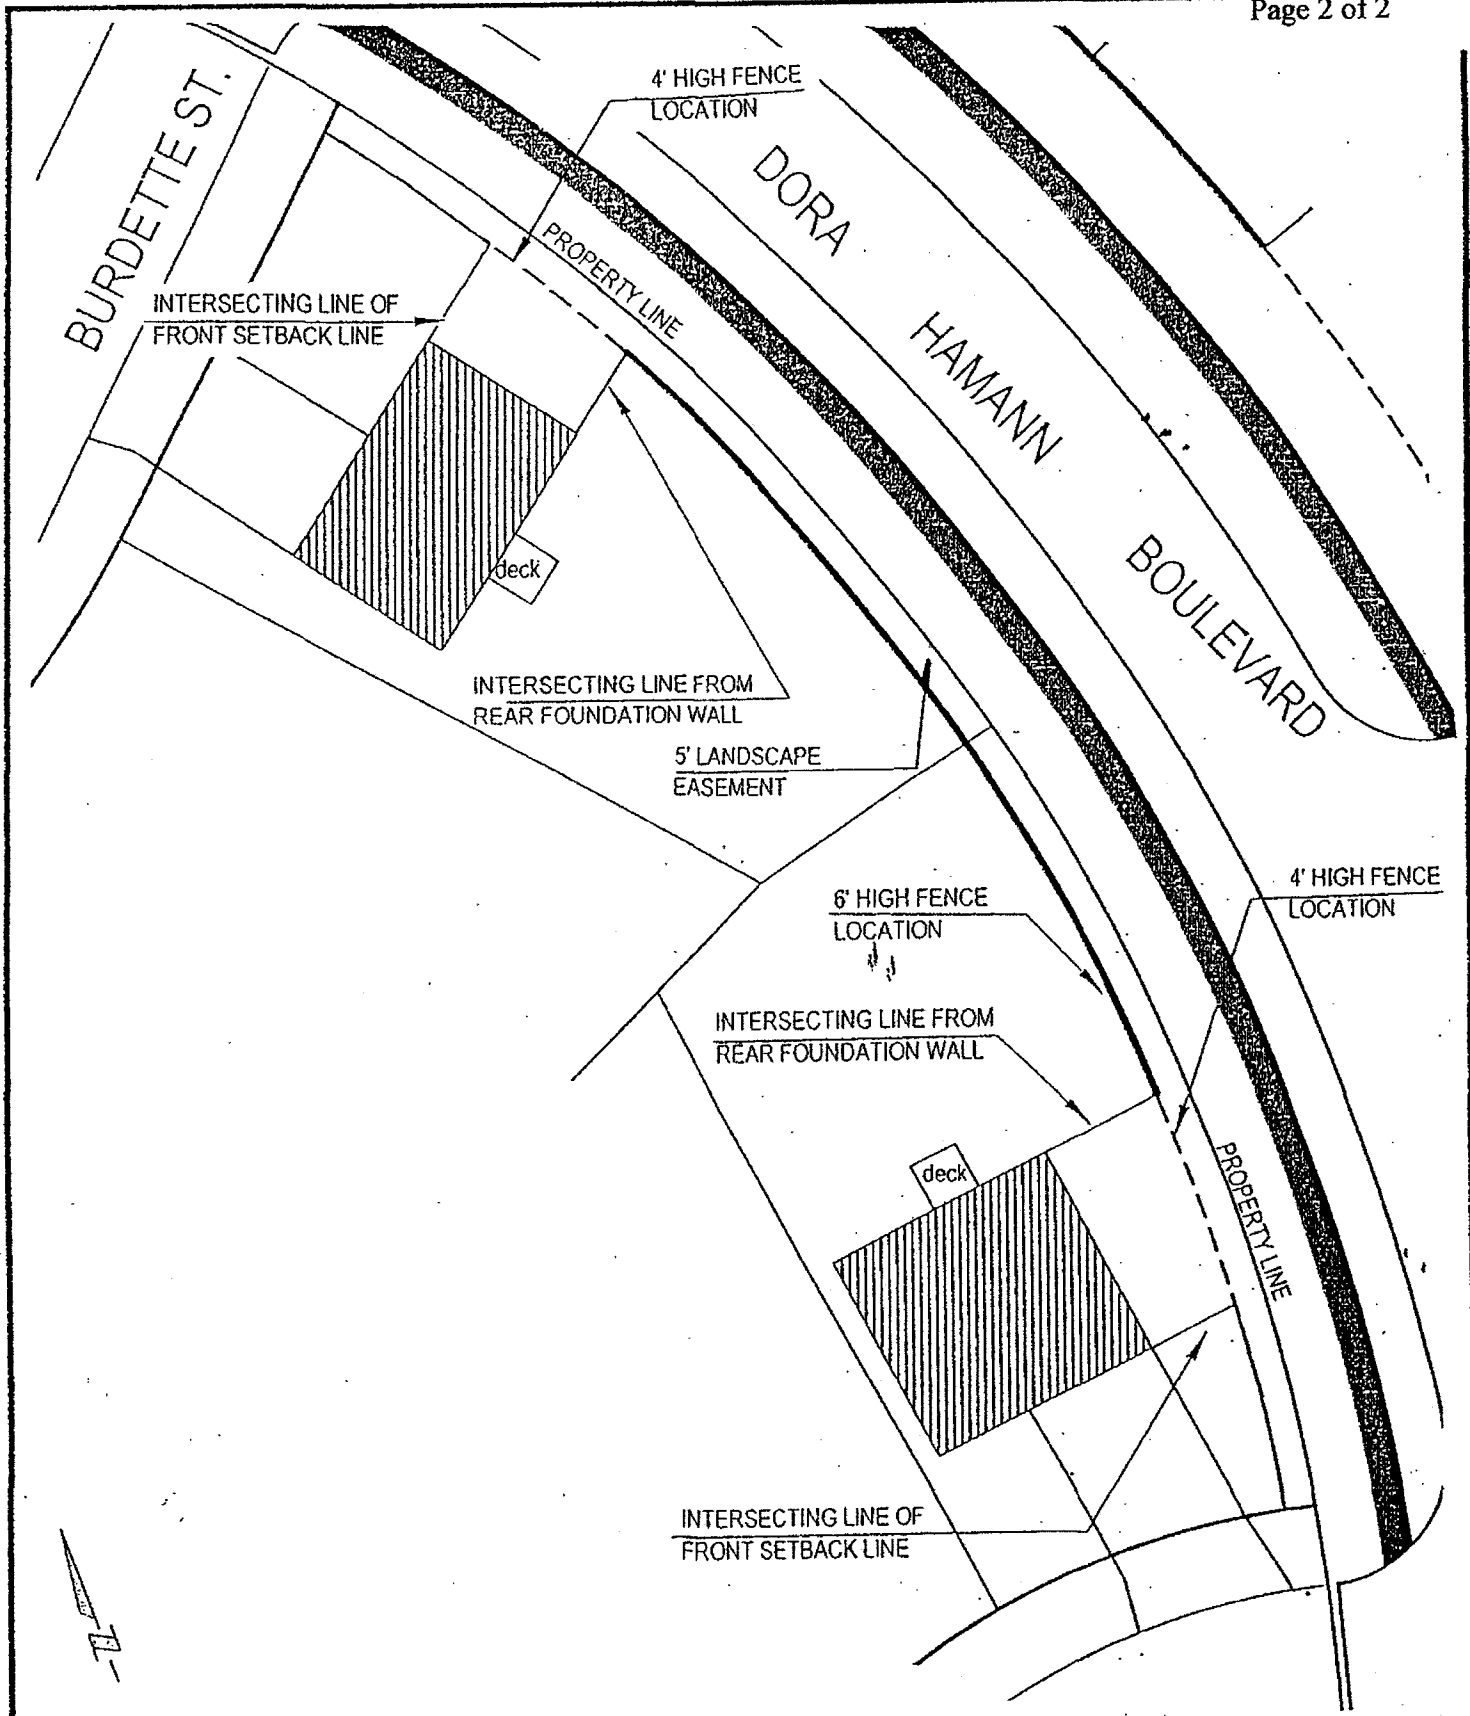 Page 2 of 2
4' HIGH FENCE
LOCATION
BURDETTE ST.
DORA
HAMANN
BOULEVARD
PROPERTY LINE
INTERSECTING LINE OF
FRONT SETBACK LINE
deck
INTERSECTING LINE FROM
REAR FOUNDATION WALL
5' LANDSCAPE
EASEMENT
6' HIGH FENCE
LOCATION
4' HIGH FENCE
LOCATION
INTERSECTING LINE FROM
REAR FOUNDATION WALL
deck
PROPERTY LINE
INTERSECTING LINE OF
FRONT SETBACK LINE
N